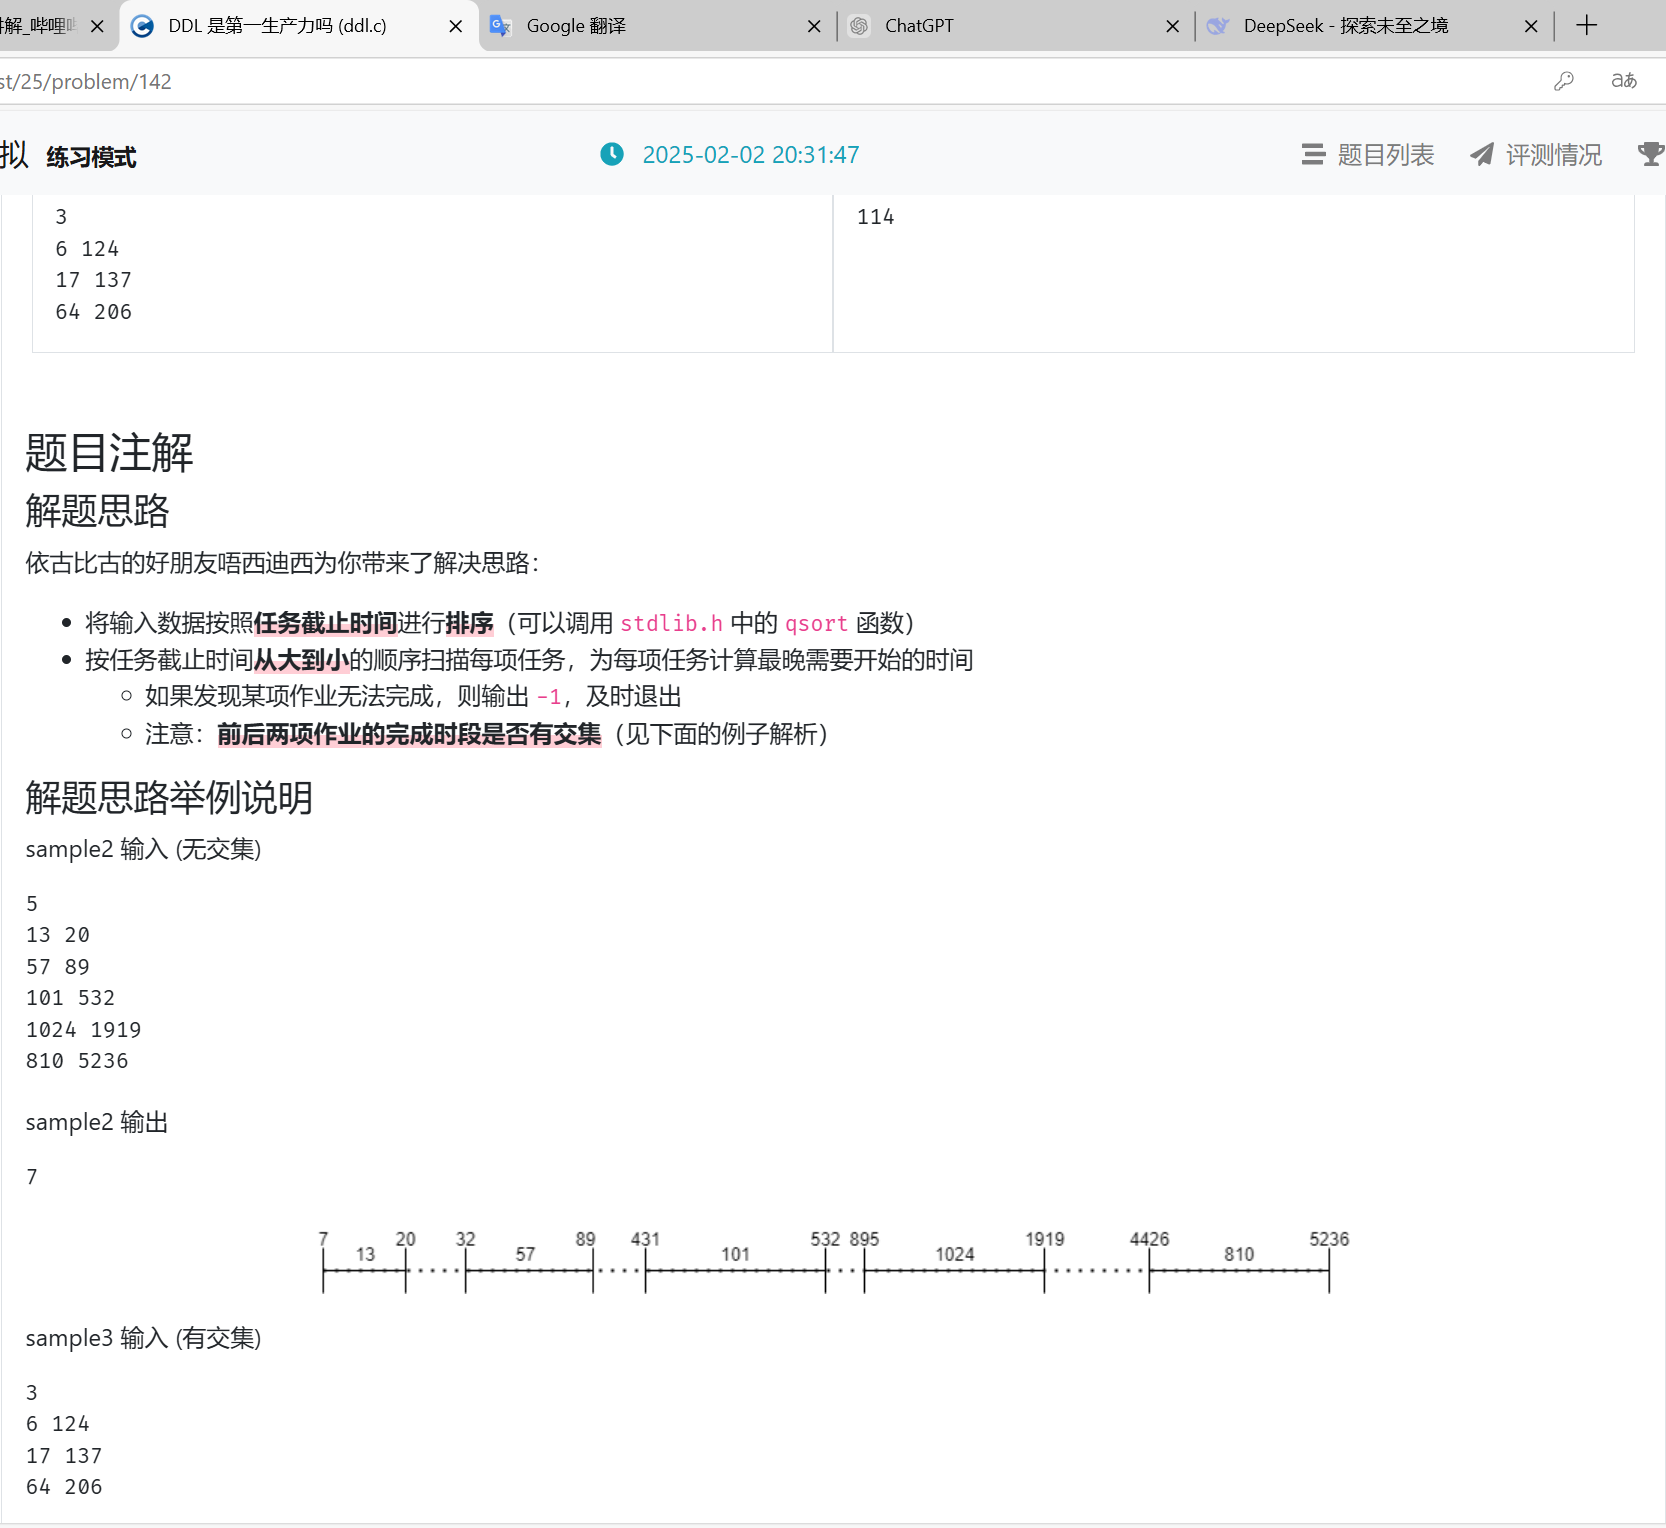 讲解_哔哩 DDL 是第一生产力吗 (ddl.c) Google 翻译 ChatGPT DeepSeek - 探索未至之境
st/25/problem/142 aあ
拟 练习模式 2025-02-02 20:31:47 题目列表 评测情况
3 114
6 124
17 137
64 206
题目注解
解题思路
依古比古的好朋友唔西迪西为你带来了解决思路：
将输入数据按照任务截止时间进行排序（可以调用 stdlib.h 中的 qsort 函数）
按任务截止时间从大到小的顺序扫描每项任务，为每项任务计算最晚需要开始的时间
如果发现某项作业无法完成，则输出 -1，及时退出
注意：前后两项作业的完成时段是否有交集（见下面的例子解析）
解题思路举例说明
sample2 输入 (无交集)
5
13 20
57 89
101 532
1024 1919
810 5236
sample2 输出
7
7 20 32 89 431 532 895 1919 4426 5236
13 57 101 1024 810
sample3 输入 (有交集)
3
6 124
17 137
64 206